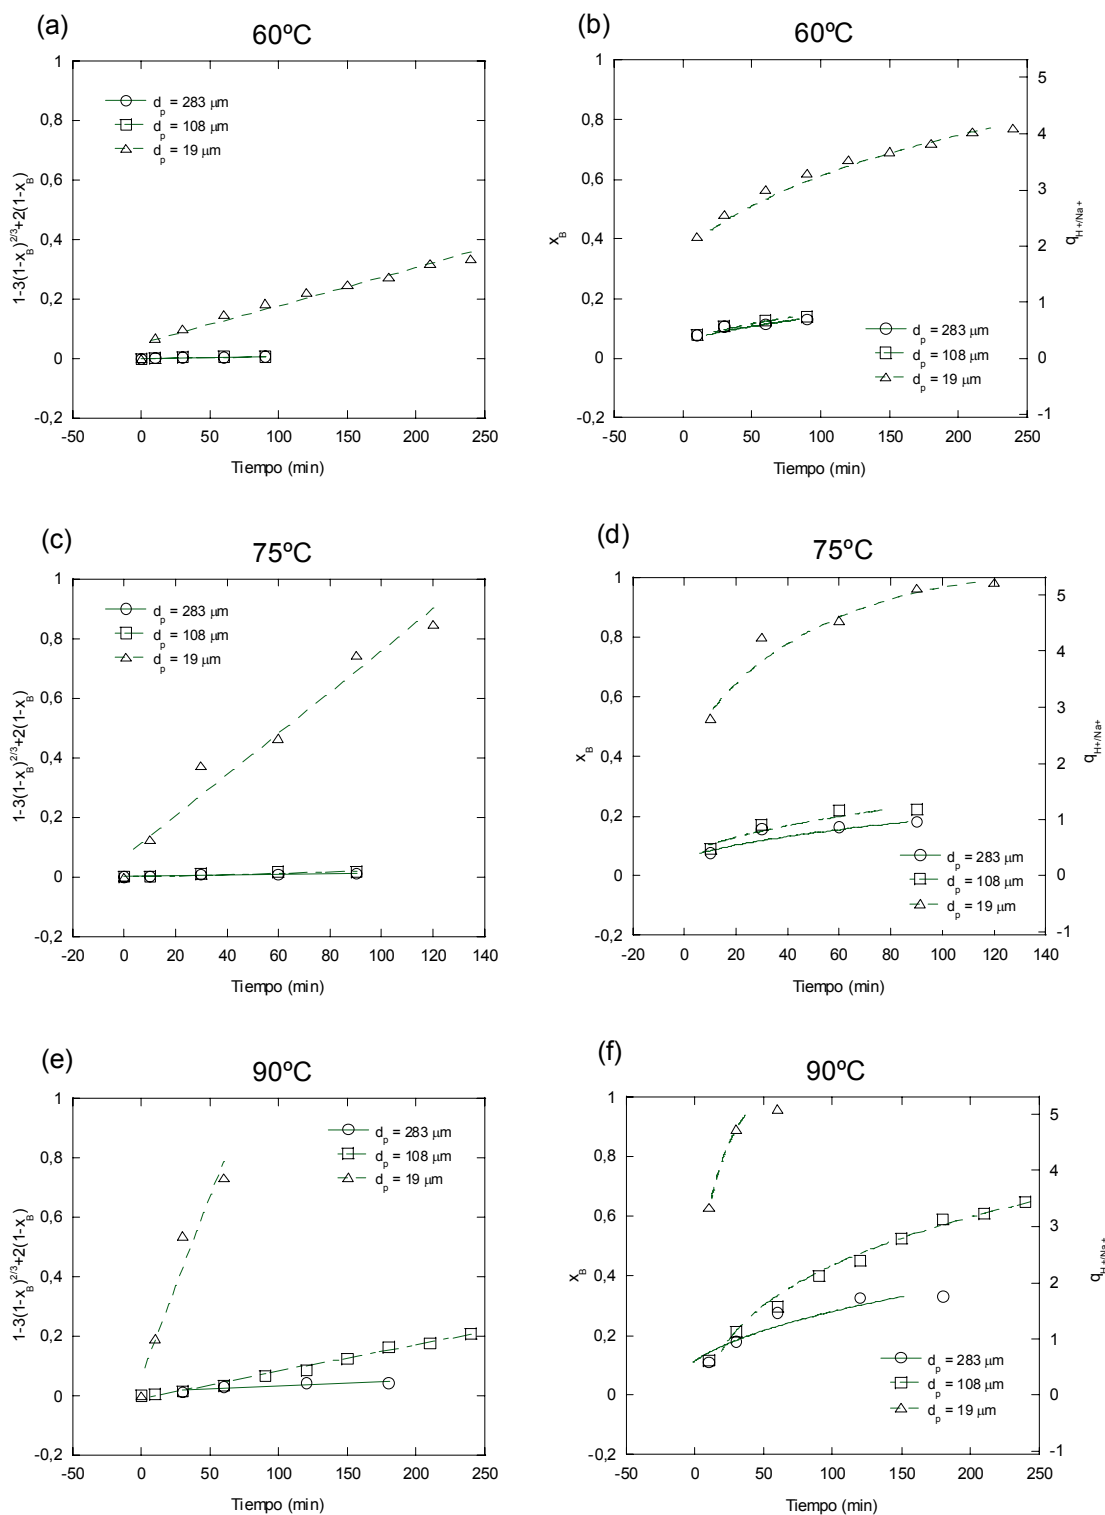 (a)
60ºC
1
0,8
0,6
0,4
0,2
0
-0,2
-50 0 50 100 150 200 250
1-3(1-x_B)^2/3+2(1-x_B)
Tiempo (min)
d_p = 283 μm
d_p = 108 μm
d_p = 19 μm
(b)
60ºC
1
0,8
0,6
0,4
0,2
0
-0,2
-50 0 50 100 150 200 250
x_B
5
4
3
2
1
0
-1
q_H+/Na+
Tiempo (min)
d_p = 283 μm
d_p = 108 μm
d_p = 19 μm
(c)
75ºC
1
0,8
0,6
0,4
0,2
0
-0,2
-20 0 20 40 60 80 100 120 140
1-3(1-x_B)^2/3+2(1-x_B)
Tiempo (min)
d_p = 283 μm
d_p = 108 μm
d_p = 19 μm
(d)
75ºC
1
0,8
0,6
0,4
0,2
0
-0,2
-20 0 20 40 60 80 100 120 140
x_B
5
4
3
2
1
0
-1
q_H+/Na+
Tiempo (min)
d_p = 283 μm
d_p = 108 μm
d_p = 19 μm
(e)
90ºC
1
0,8
0,6
0,4
0,2
0
-0,2
-50 0 50 100 150 200 250
1-3(1-x_B)^2/3+2(1-x_B)
Tiempo (min)
d_p = 283 μm
d_p = 108 μm
d_p = 19 μm
(f)
90ºC
1
0,8
0,6
0,4
0,2
0
-0,2
-50 0 50 100 150 200 250
x_B
5
4
3
2
1
0
-1
q_H+/Na+
Tiempo (min)
d_p = 283 μm
d_p = 108 μm
d_p = 19 μm